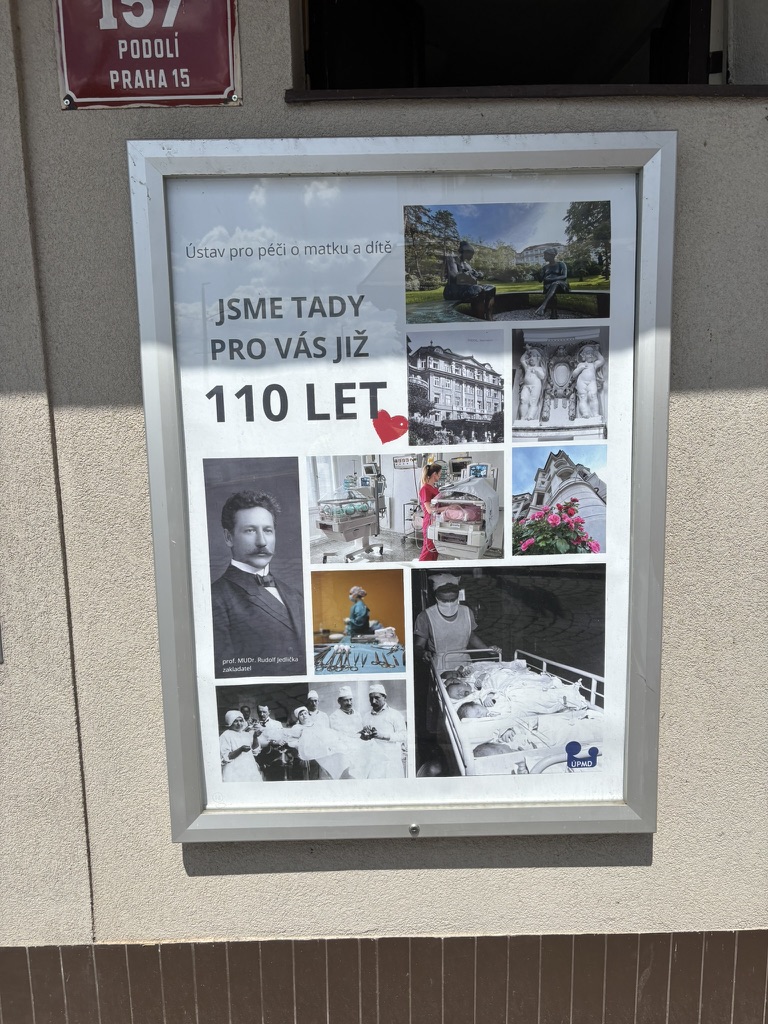 157
PODOLÍ
PRAHA 15
Ústav pro péči o matku a dítě
JSME TADY
PRO VÁS JIŽ
110 LET
prof. MUDr. Rudolf Jedlička
zakladatel
ÚPMD